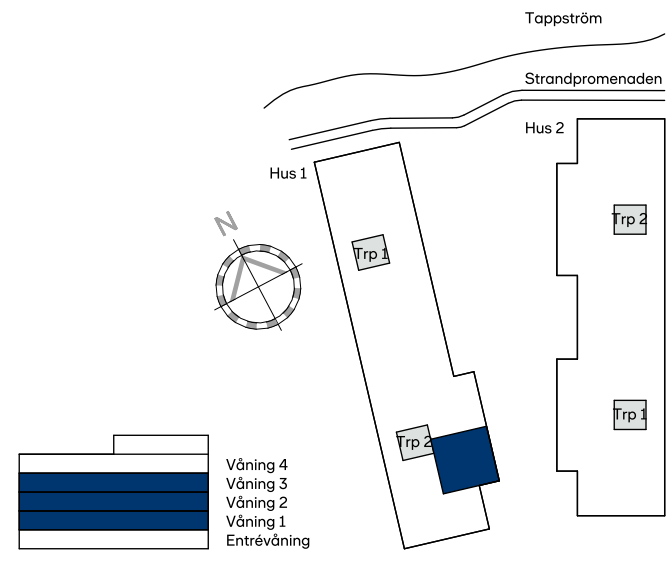 Tappström
Strandpromenaden
Hus 2
Hus 1
N
Trp 2
Trp 1
Trp 1
Trp 2
Våning 4
Våning 3
Våning 2
Våning 1
Entrévåning